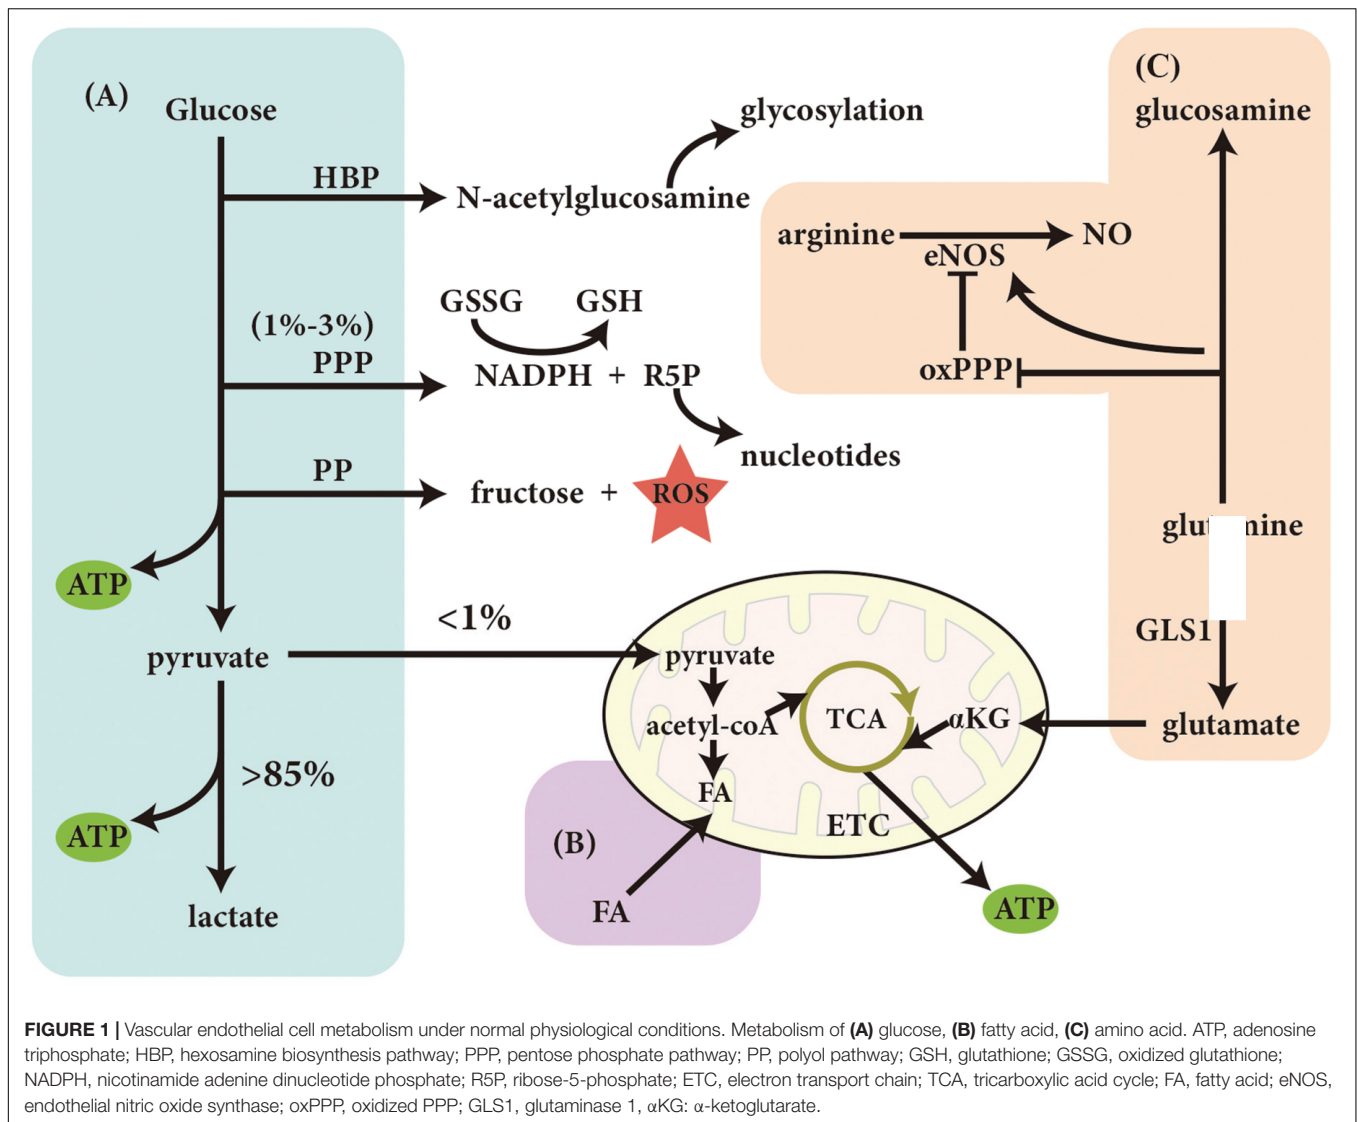 (A)
Glucose
HBP
N-acetylglucosamine
glycosylation
(1%-3%)
PPP
GSSG GSH
NADPH + R5P
nucleotides
PP
fructose + ROS
ATP
pyruvate
<1%
>85%
ATP
lactate
pyruvate
acetyl-coA
TCA
αKG
FA
ETC
ATP
(B)
FA
(C)
glucosamine
arginine
NO
eNOS
oxPPP
GLS1
glutamate
FIGURE 1 | Vascular endothelial cell metabolism under normal physiological conditions. Metabolism of (A) glucose, (B) fatty acid, (C) amino acid. ATP, adenosine
triphosphate; HBP, hexosamine biosynthesis pathway; PPP, pentose phosphate pathway; PP, polyol pathway; GSH, glutathione; GSSG, oxidized glutathione;
NADPH, nicotinamide adenine dinucleotide phosphate; R5P, ribose-5-phosphate; ETC, electron transport chain; TCA, tricarboxylic acid cycle; FA, fatty acid; eNOS,
endothelial nitric oxide synthase; oxPPP, oxidized PPP; GLS1, glutaminase 1, αKG: α-ketoglutarate.